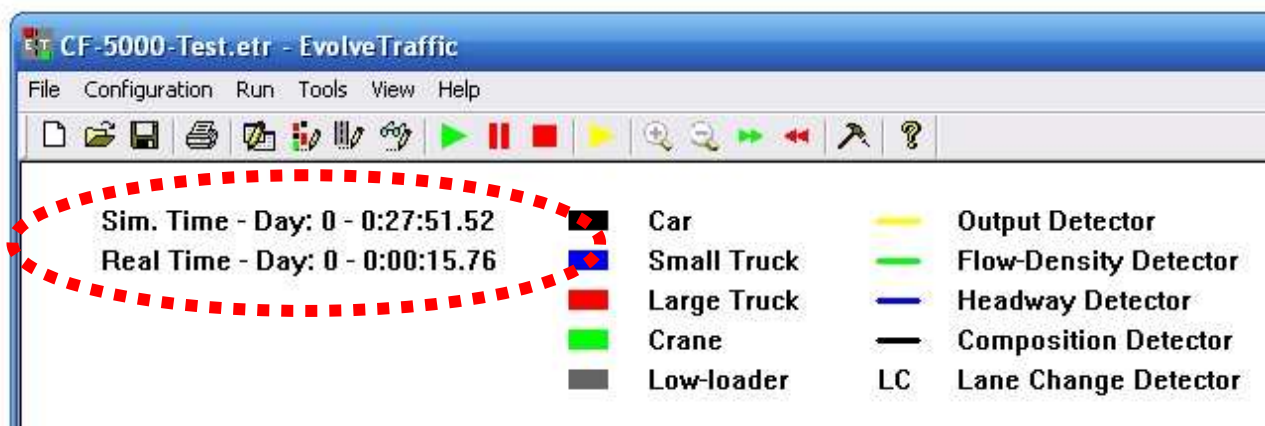 CF-5000-Test.etr - EvolveTraffic
File Configuration Run Tools View Help
Sim. Time - Day: 0 - 0:27:51.52
Real Time - Day: 0 - 0:00:15.76
Car
Small Truck
Large Truck
Crane
Low-loader
Output Detector
Flow-Density Detector
Headway Detector
Composition Detector
LC Lane Change Detector